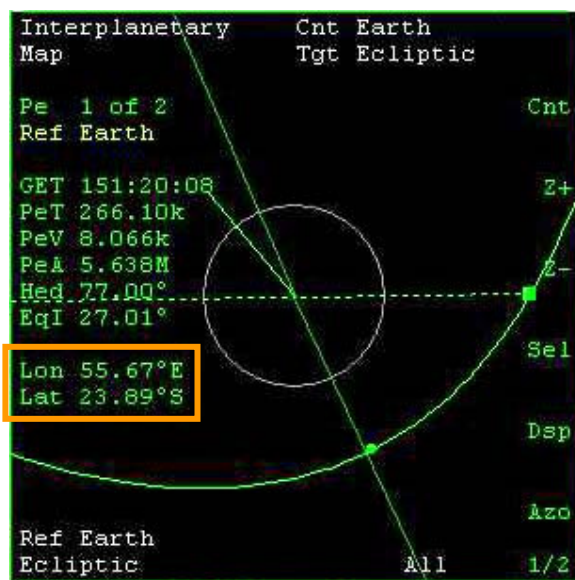 Interplanetary Cnt Earth
Map Tgt Ecliptic
Pe 1 of 2 Cnt
Ref Earth
GET 151:20:08 Z+
PeT 266.10k
PeV 8.066k
PeA 5.638M Z-
Hed 77.00°
EqI 27.01°
Lon 55.67°E Sel
Lat 23.89°S
Dsp
Azo
Ref Earth
Ecliptic All 1/2